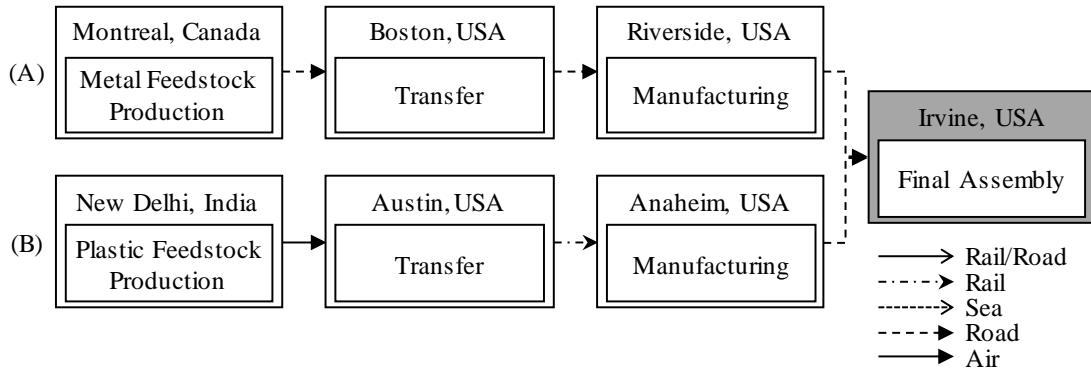 Montreal, Canada
Boston, USA
Riverside, USA
(A)
Metal Feedstock
Production
Transfer
Manufacturing
Irvine, USA
Final Assembly
New Delhi, India
Austin, USA
Anaheim, USA
(B)
Plastic Feedstock
Production
Transfer
Manufacturing
Rail/Road
Rail
Sea
Road
Air